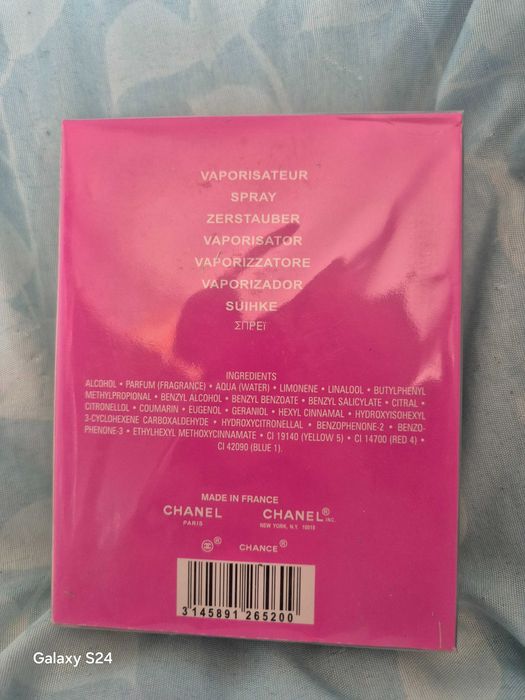 VAPORISATEUR
SPRAY
ZERSTAUBER
VAPORISATOR
VAPORIZZATORE
VAPORIZADOR
SUIHKE
ΣΠΡΕΪ
INGREDIENTS
ALCOHOL • PARFUM (FRAGRANCE) • AQUA (WATER) • LIMONENE • LINALOOL • BUTYLPHENYL
METHYLPROPIONAL • BENZYL ALCOHOL • BENZYL BENZOATE • BENZYL SALICYLATE • CITRAL •
CITRONELLOL • COUMARIN • EUGENOL • GERANIOL • HEXYL CINNAMAL • HYDROXYISOHEXYL
3-CYCLOHEXENE CARBOXALDEHYDE • HYDROXYCITRONELLAL • BENZOPHENONE-2 • BENZO-
PHENONE-3 • ETHYLHEXYL METHOXYCINNAMATE • CI 19140 (YELLOW 5) • CI 14700 (RED 4) •
CI 42090 (BLUE 1).
MADE IN FRANCE
CHANEL CHANEL® INC.
PARIS NEW YORK, N.Y. 10019
® CHANCE®
3 145891 265200
Galaxy S24